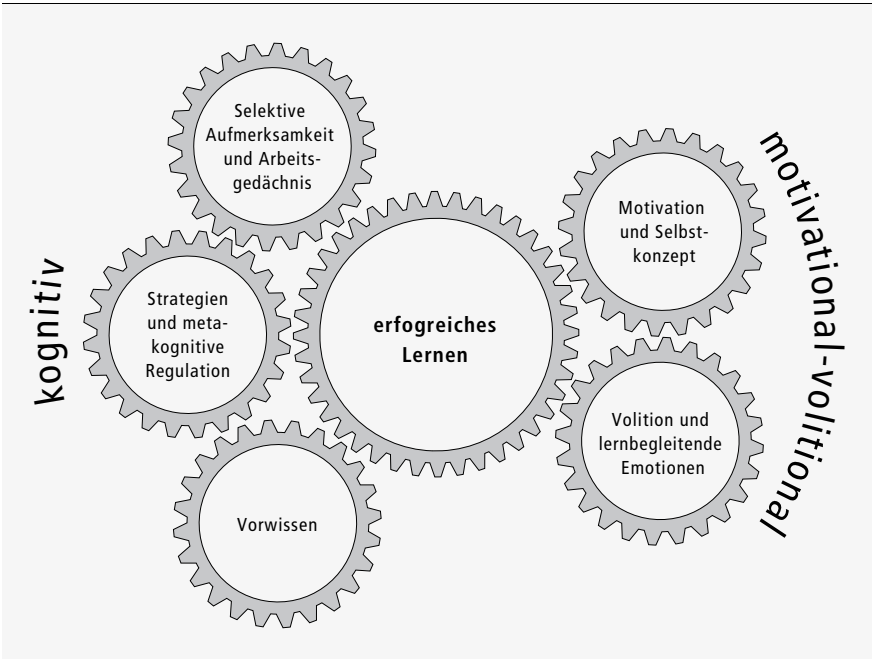 kognitiv
Selektive
Aufmerksamkeit
und Arbeits-
gedächnis
Strategien
und meta-
kognitive
Regulation
Vorwissen
erfogreiches
Lernen
Motivation
und Selbst-
konzept
Volition und
lernbegleitende
Emotionen
motivational-volitional